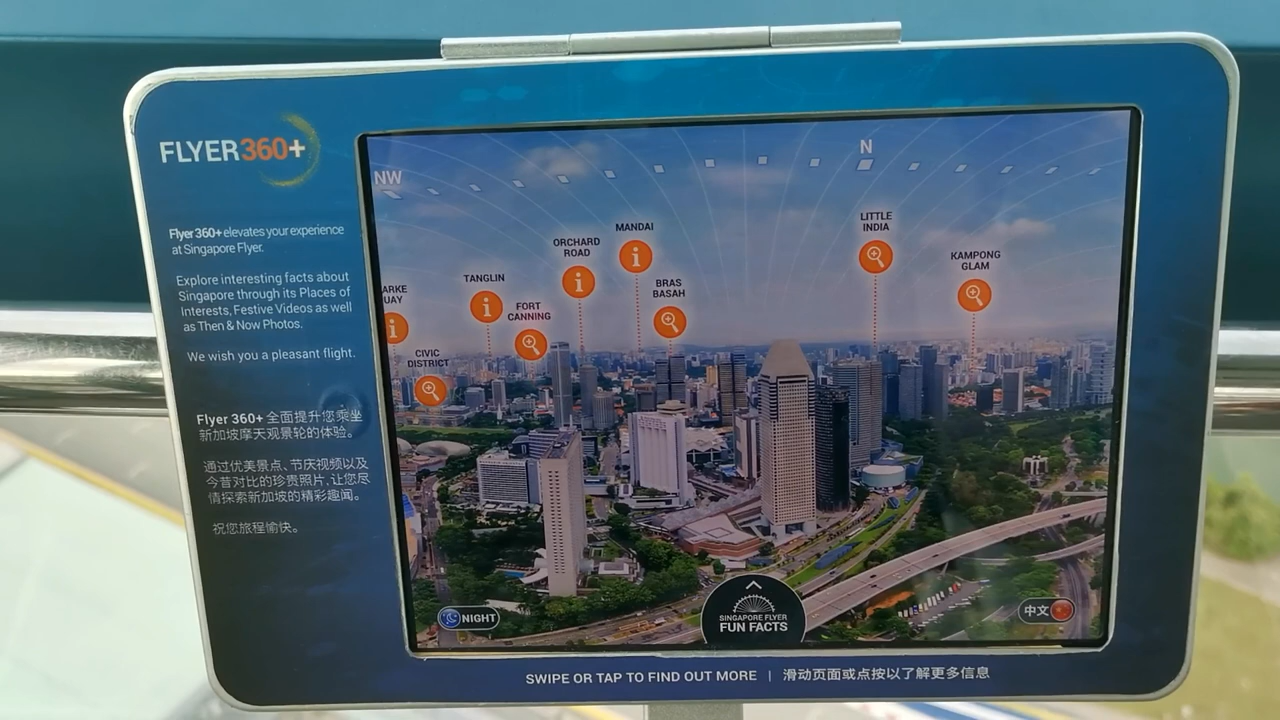 FLYER360+
Flyer 360+ elevates your experience
at Singapore Flyer.
Explore interesting facts about
Singapore through its Places of
Interests, Festive Videos as well
as Then & Now Photos.
We wish you a pleasant flight.
Flyer 360+ 全面提升您乘坐
新加坡摩天观景轮的体验。
通过优美景点、节庆视频以及
今昔对比的珍贵照片,让您尽
情探索新加坡的精彩趣闻。
祝您旅程愉快。
NW
N
ARKE
UAY
CIVIC
DISTRICT
TANGLIN
FORT
CANNING
ORCHARD
ROAD
MANDAI
BRAS
BASAH
LITTLE
INDIA
KAMPONG
GLAM
NIGHT
SINGAPORE FLYER
FUN FACTS
中文
SWIPE OR TAP TO FIND OUT MORE | 滑动页面或点按以了解更多信息